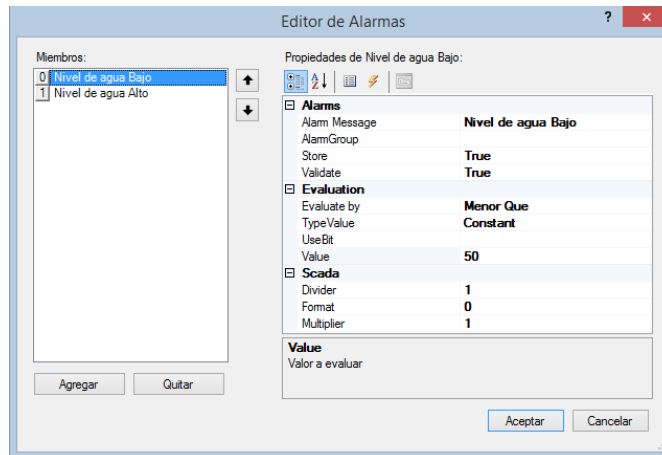 Editor de Alarmas
?
Miembros:
0 Nivel de agua Bajo
1 Nivel de agua Alto
Agregar
Quitar
Propiedades de Nivel de agua Bajo:
Alarms
Alarm Message Nivel de agua Bajo
AlarmGroup
Store True
Validate True
Evaluation
Evaluate by Menor Que
TypeValue Constant
UseBit
Value 50
Scada
Divider 1
Format 0
Multiplier 1
Value
Valor a evaluar
Aceptar
Cancelar